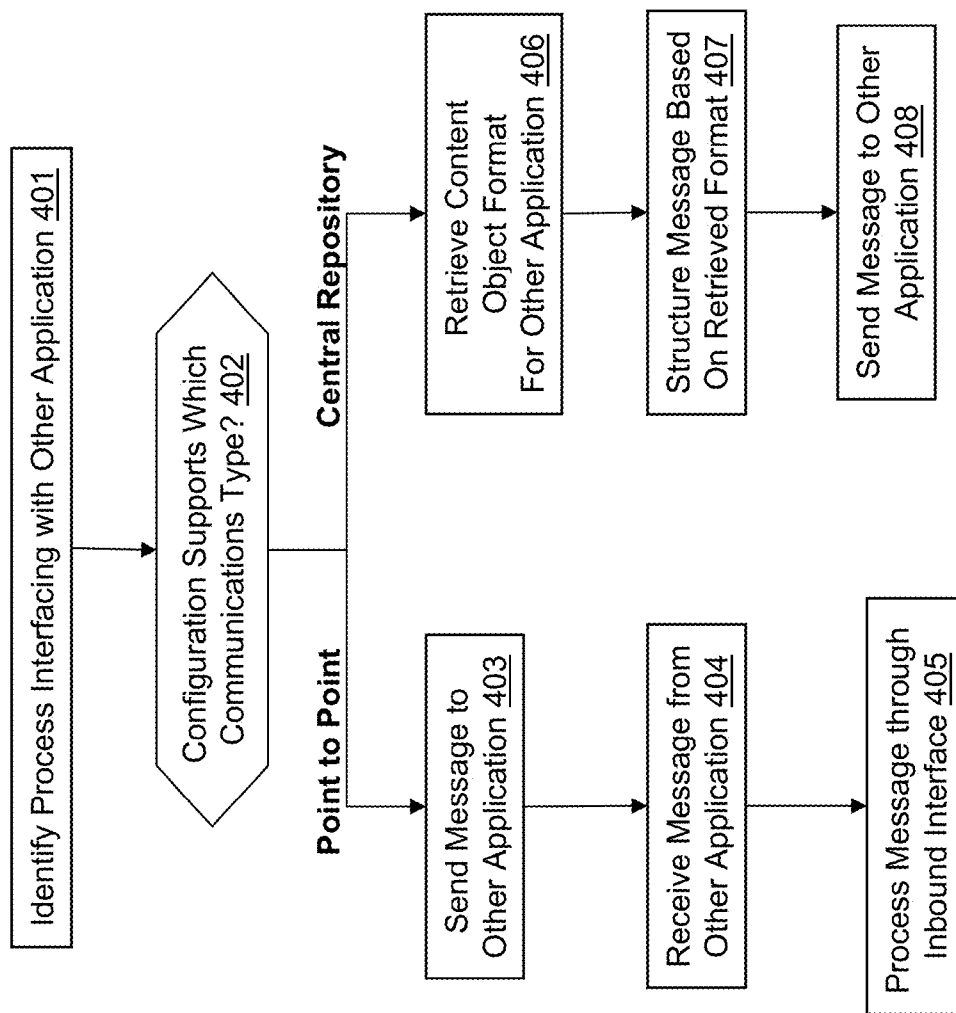 Identify Process Interfacing with Other Application 401
Configuration Supports Which
Communications Type? 402
Point to Point
Central Repository
Send Message to
Other Application 403
Receive Message from
Other Application 404
Process Message through
Inbound Interface 405
Retrieve Content
Object Format
For Other Application 406
Structure Message Based
On Retrieved Format 407
Send Message to Other
Application 408